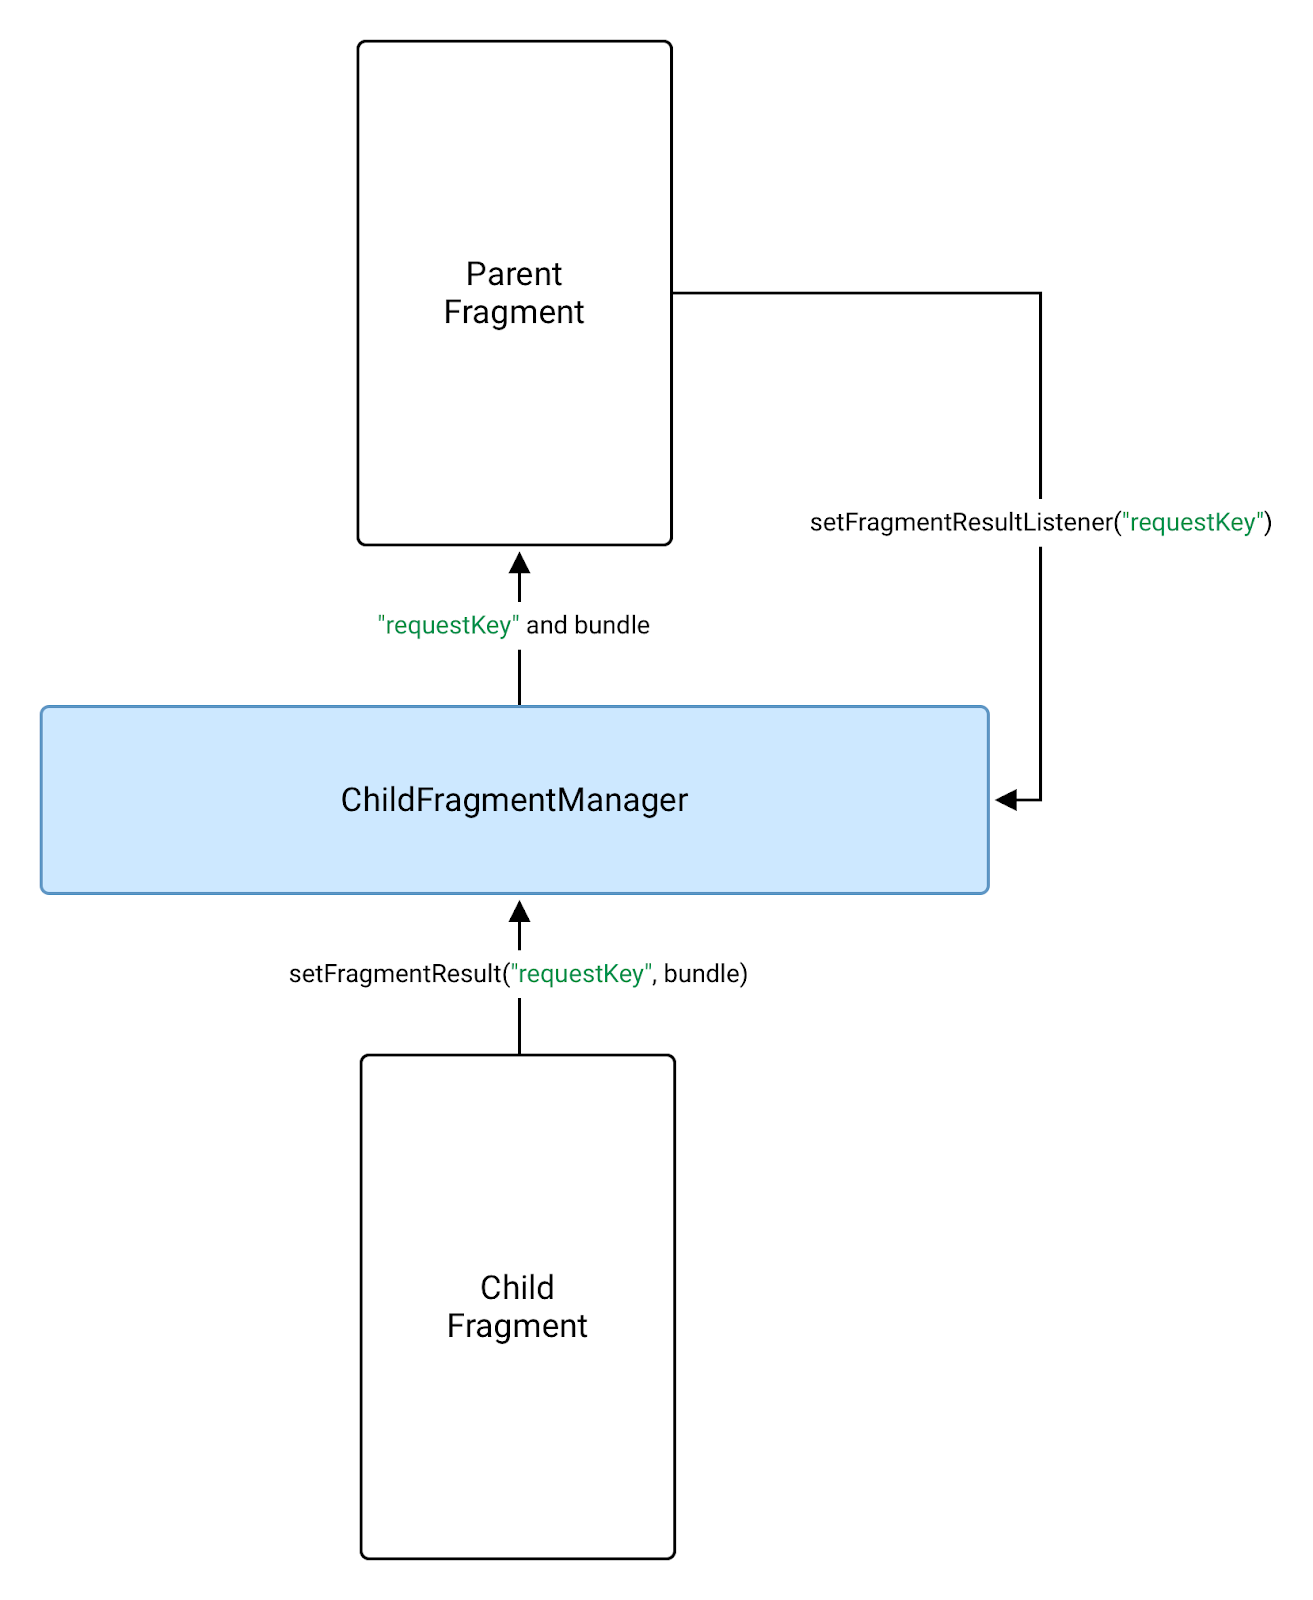 Parent
Fragment
setFragmentResultListener("requestKey")
"requestKey" and bundle
ChildFragmentManager
setFragmentResult("requestKey", bundle)
Child
Fragment